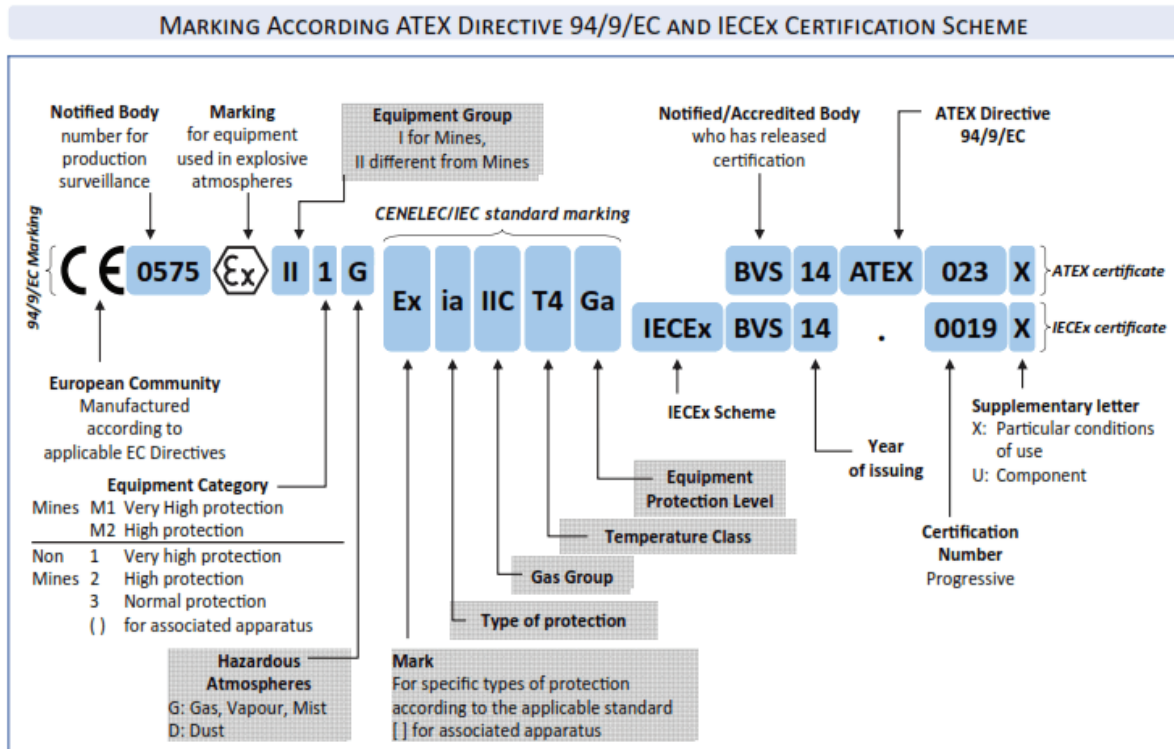 MARKING ACCORDING ATEX DIRECTIVE 94/9/EC AND IECEX CERTIFICATION SCHEME
Notified Body
number for
production
surveillance
Marking
for equipment
used in explosive
atmospheres
Equipment Group
I for Mines,
II different from Mines
Notified/Accredited Body
who has released
certification
ATEX Directive
94/9/EC
CENELEC/IEC standard marking
94/9/EC Marking
CE 0575 Ex II 1 G
Ex ia IIC T4 Ga
BVS 14 ATEX 023 X
ATEX certificate
IECEx BVS 14 . 0019 X
IECEx certificate
European Community
Manufactured
according to
applicable EC Directives
IECEx Scheme
Year
of issuing
Supplementary letter
X: Particular conditions
of use
U: Component
Equipment Category
Mines M1 Very High protection
M2 High protection
Non 1 Very high protection
Mines 2 High protection
3 Normal protection
( ) for associated apparatus
Equipment
Protection Level
Temperature Class
Gas Group
Type of protection
Certification
Number
Progressive
Hazardous
Atmospheres
G: Gas, Vapour, Mist
D: Dust
Mark
For specific types of protection
according to the applicable standard
[ ] for associated apparatus